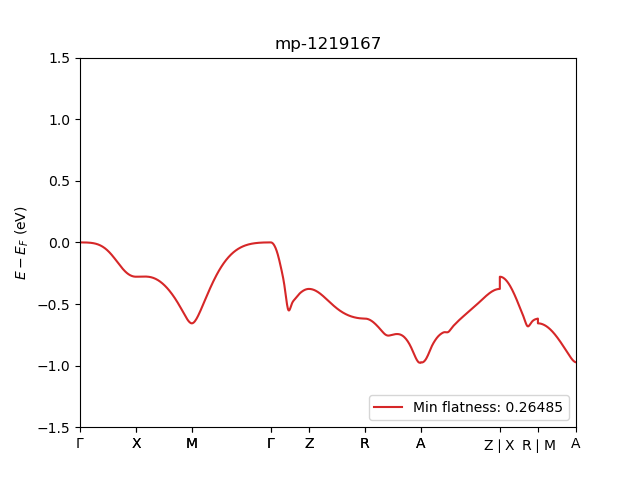 mp-1219167
E − E_F (eV)
1.5
1.0
0.5
0.0
−0.5
−1.0
−1.5
Min flatness: 0.26485
Γ X M Γ Z R A Z | X R | M A